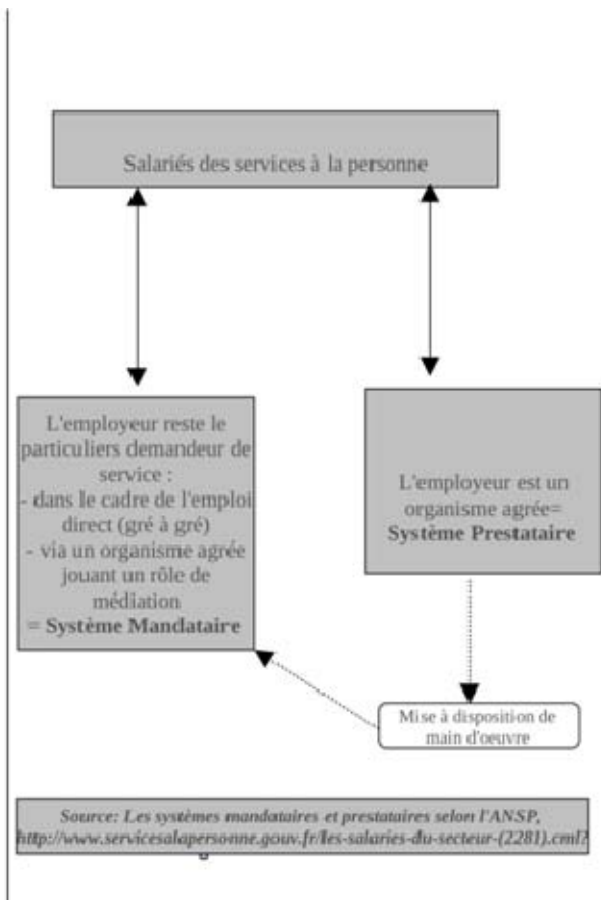 Salariés des services à la personne
L'employeur reste le
particuliers demandeur de
service :
- dans le cadre de l'emploi
direct (gré à gré)
- via un organisme agrée
jouant un rôle de
médiation
= Système Mandataire
L'employeur est un
organisme agrée=
Système Prestataire
Mise à disposition de
main d'oeuvre
Source: Les systèmes mandataires et prestataires selon l'ANSP,
http://www.servicesalapersonne.gouv.fr/les-salaries-du-secteur-(2281).cml?